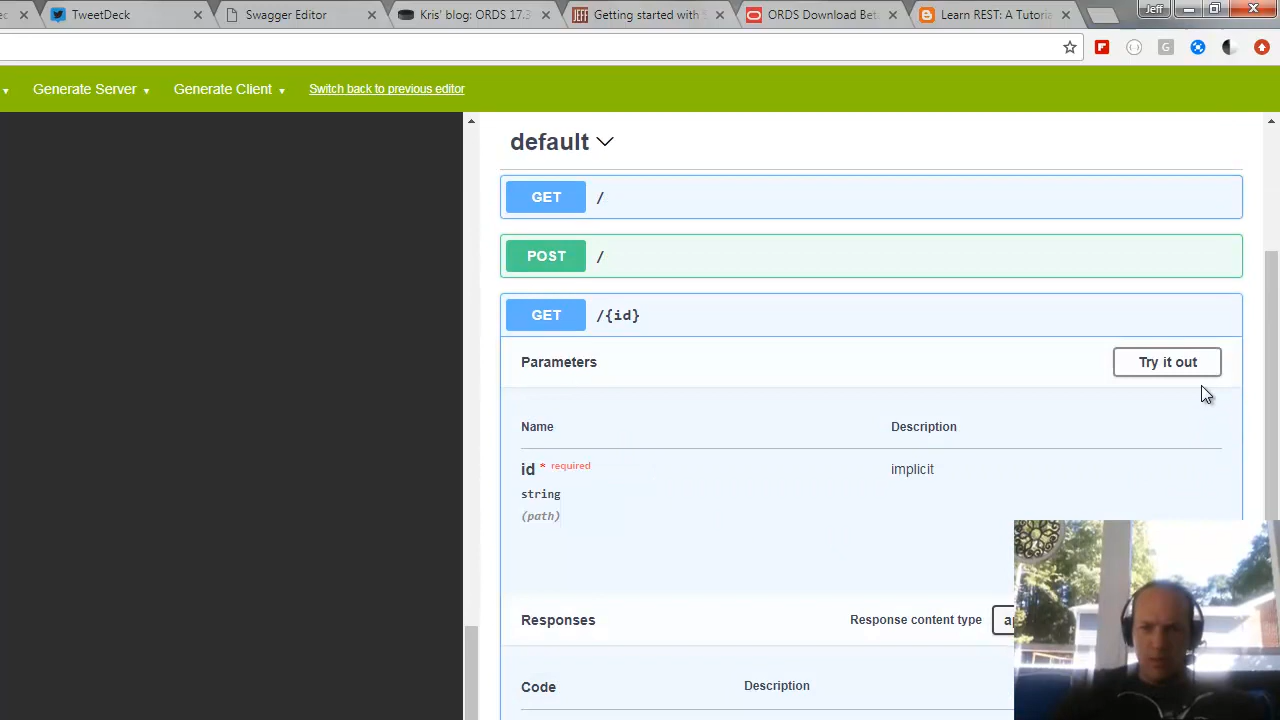 TweetDeck
Swagger Editor
Kris' blog: ORDS 17.3
Getting started with
ORDS Download Bet
Learn REST: A Tutoria
Jeff
Generate Server
Generate Client
Switch back to previous editor
default
GET /
POST /
GET /{id}
Parameters
Try it out
Name Description
id * required
implicit
string
(path)
Responses
Response content type
Code Description